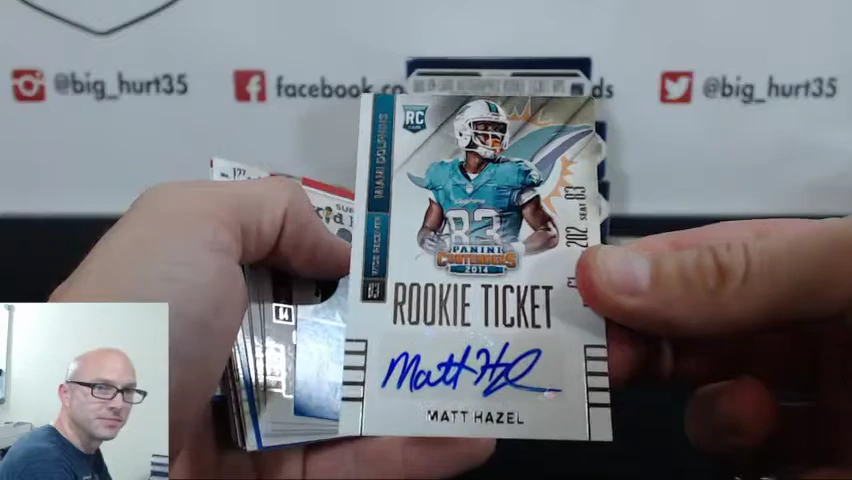 @big_hurt35
facebook.co
ds
@big_hurt35
RC
MIAMI DOLPHINS
WIDE RECEIVER
83
83
SEAT 83
202
PANINI
CONTENDERS
2014
ROOKIE TICKET
Matt Hazel
MATT HAZEL